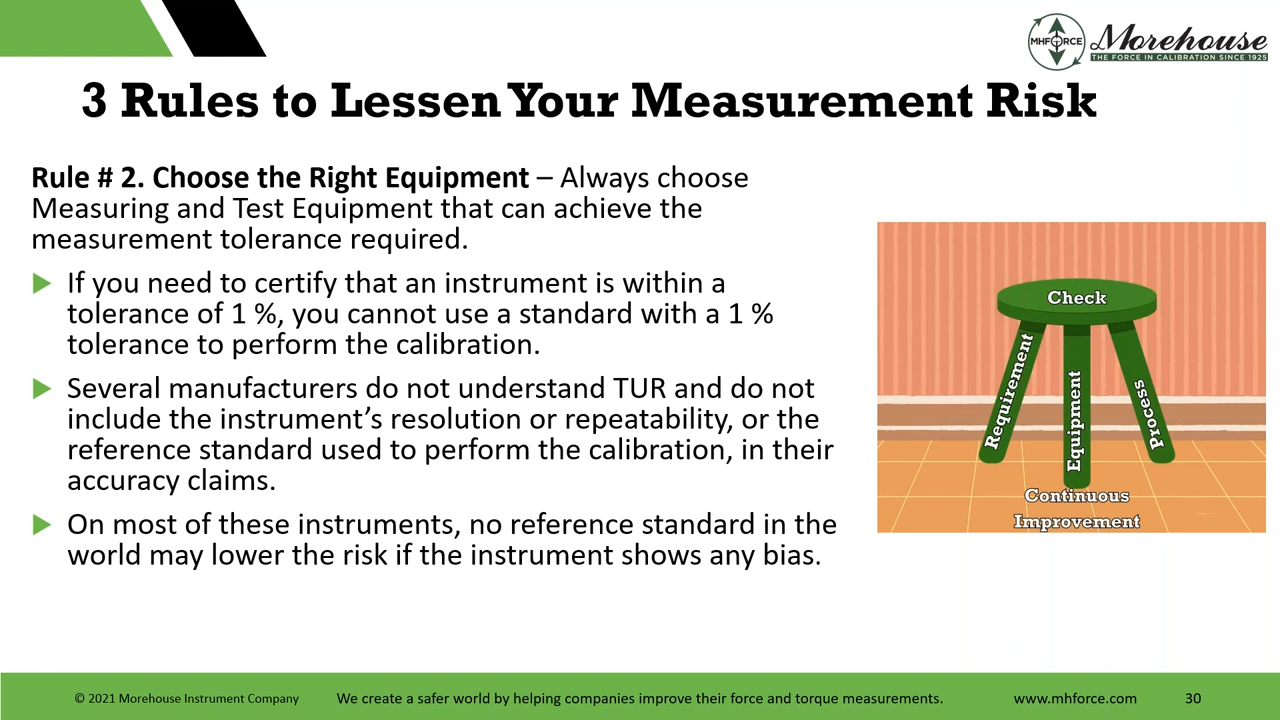 MHFORCE
Morehouse
THE FORCE IN CALIBRATION SINCE 1925
3 Rules to Lessen Your Measurement Risk
Rule # 2. Choose the Right Equipment – Always choose
Measuring and Test Equipment that can achieve the
measurement tolerance required.
If you need to certify that an instrument is within a
tolerance of 1 %, you cannot use a standard with a 1 %
tolerance to perform the calibration.
Several manufacturers do not understand TUR and do not
include the instrument’s resolution or repeatability, or the
reference standard used to perform the calibration, in their
accuracy claims.
On most of these instruments, no reference standard in the
world may lower the risk if the instrument shows any bias.
Check
Requirement
Equipment
Process
Continuous
Improvement
© 2021 Morehouse Instrument Company
We create a safer world by helping companies improve their force and torque measurements.
www.mhforce.com
30